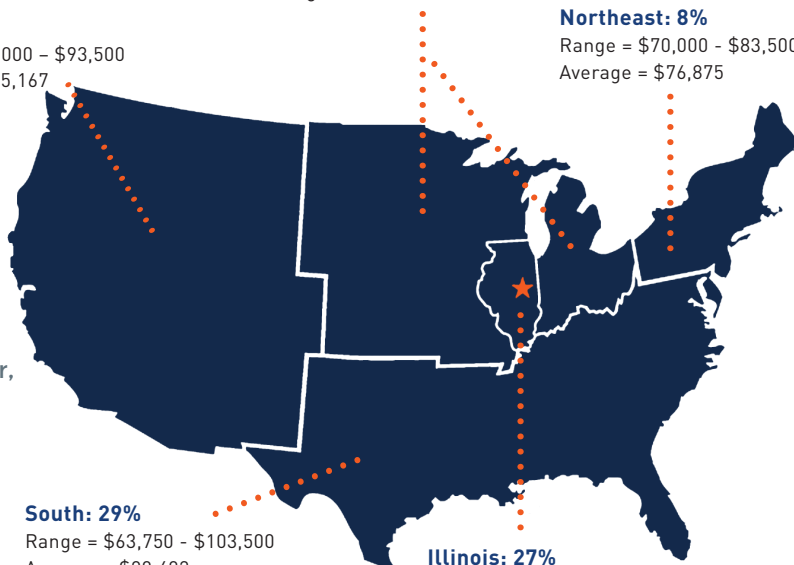 Northeast: 8%
Range = $70,000 - $83,500
Average = $76,875
000 – $93,500
5,167
r,
South: 29%
Range = $63,750 - $103,500
Illinois: 27%